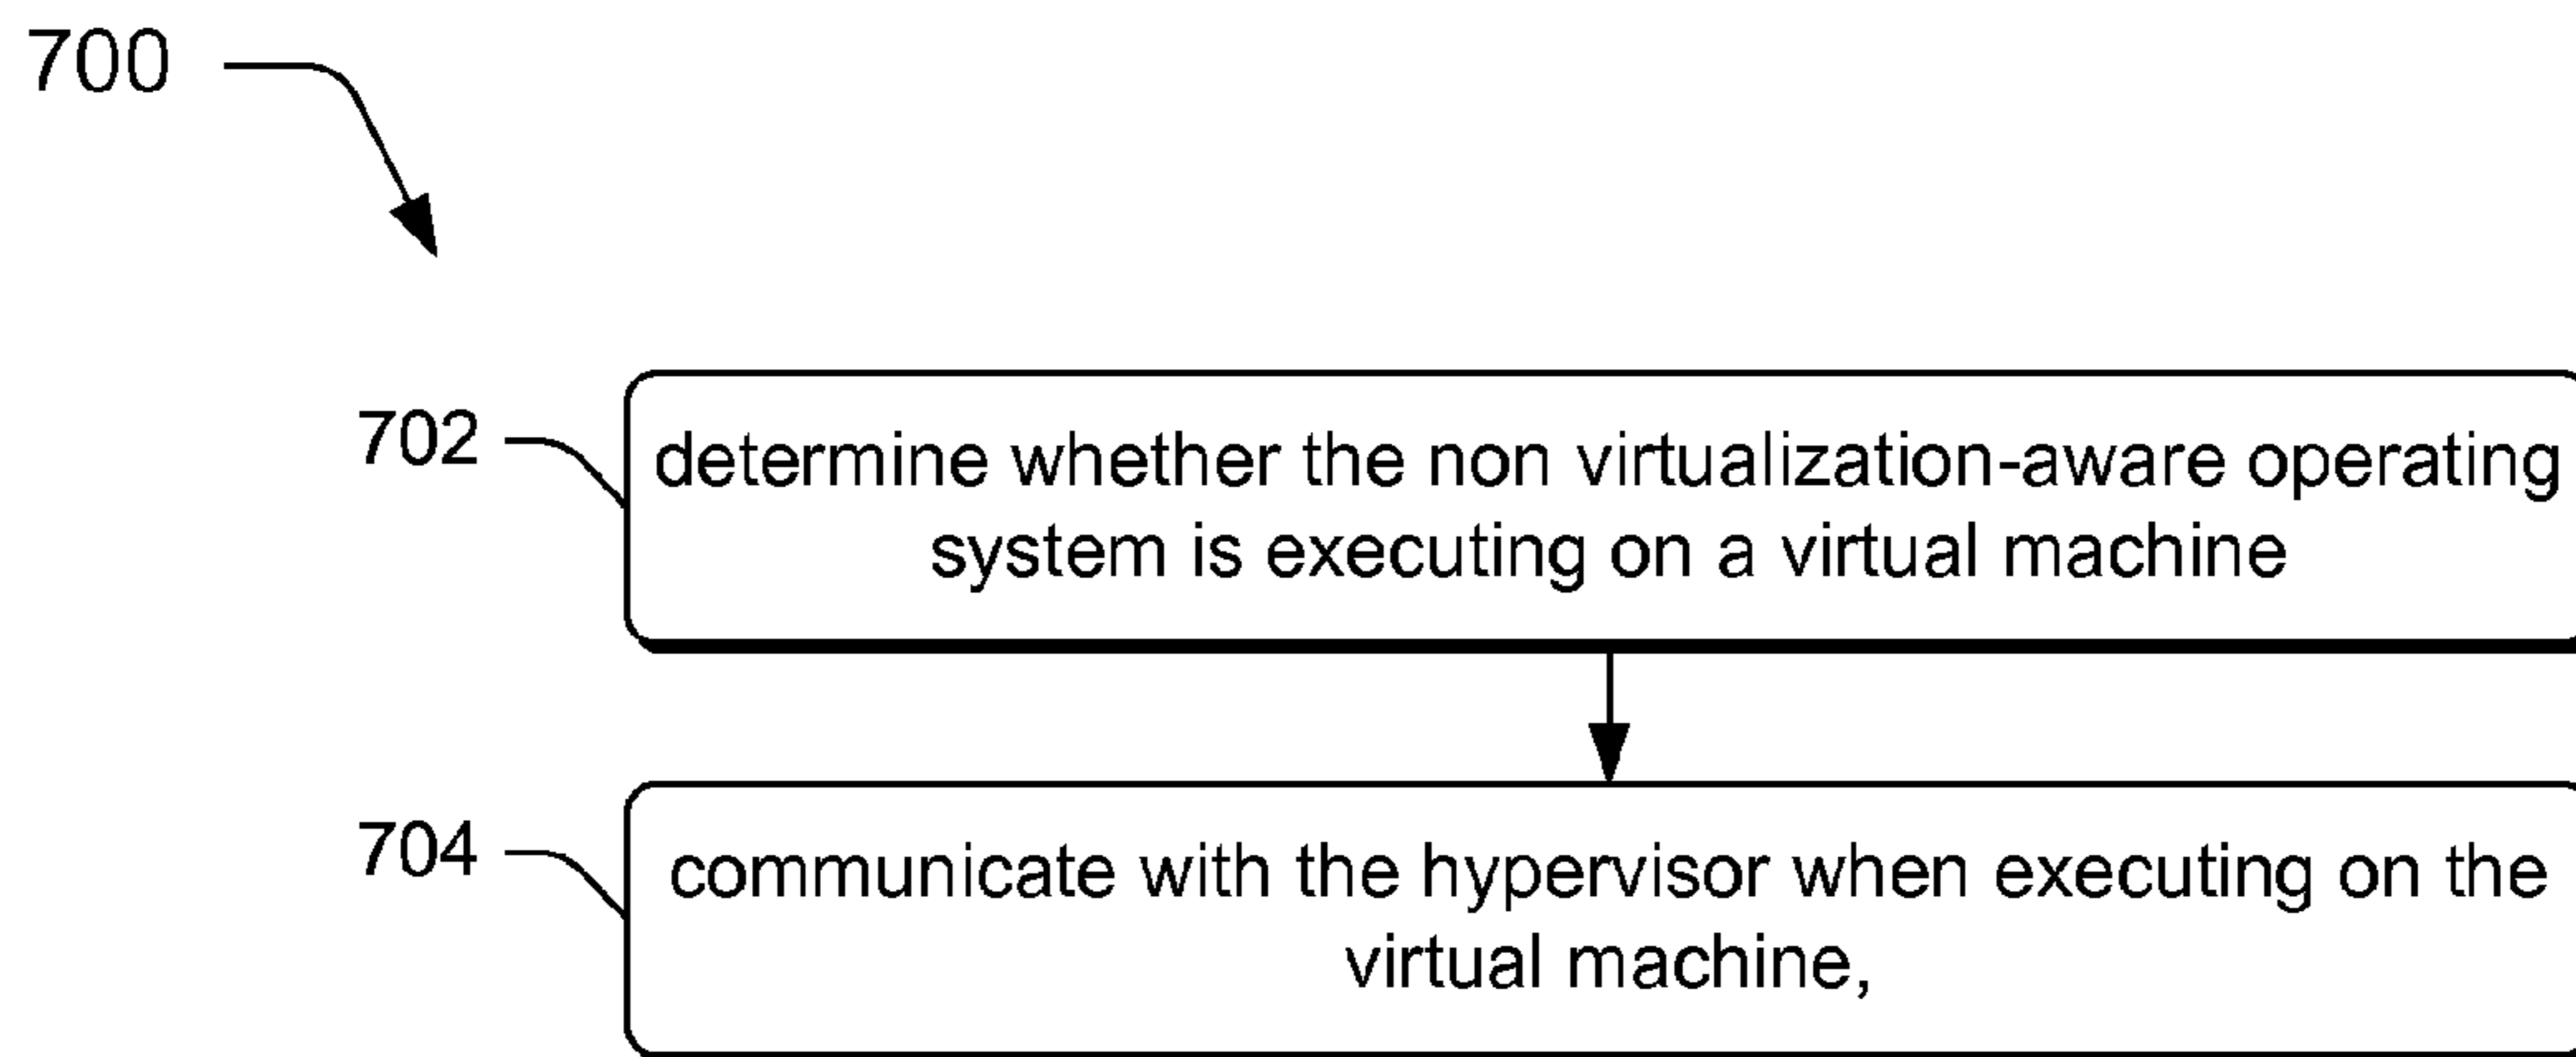 700
702
determine whether the non virtualization-aware operating
system is executing on a virtual machine
704
communicate with the hypervisor when executing on the
virtual machine,